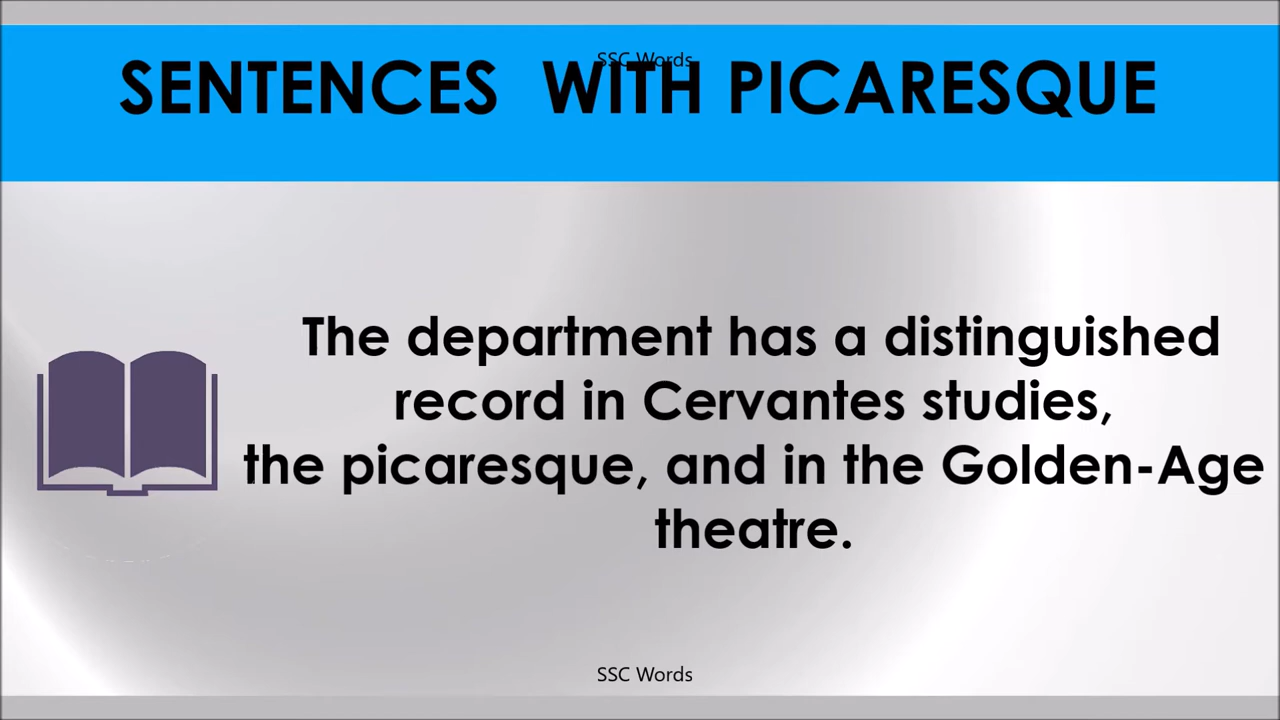 SSC Words
SENTENCES WITH PICARESQUE
The department has a distinguished
record in Cervantes studies,
the picaresque, and in the Golden-Age
theatre.
SSC Words